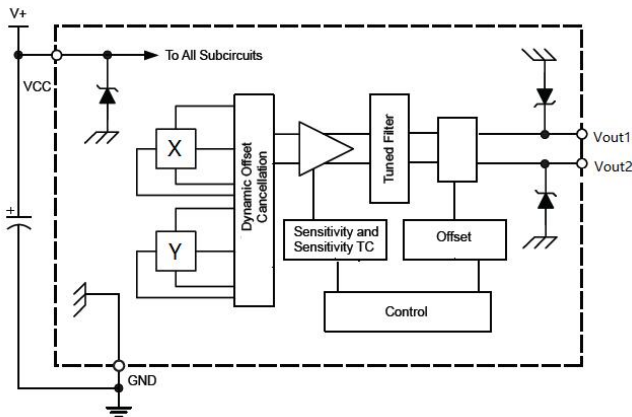 V+
To All Subcircuits
VCC
X
Y
Dynamic Offset
Cancellation
Tuned Filter
Vout1
Vout2
+
Sensitivity and
Sensitivity TC
Offset
Control
GND